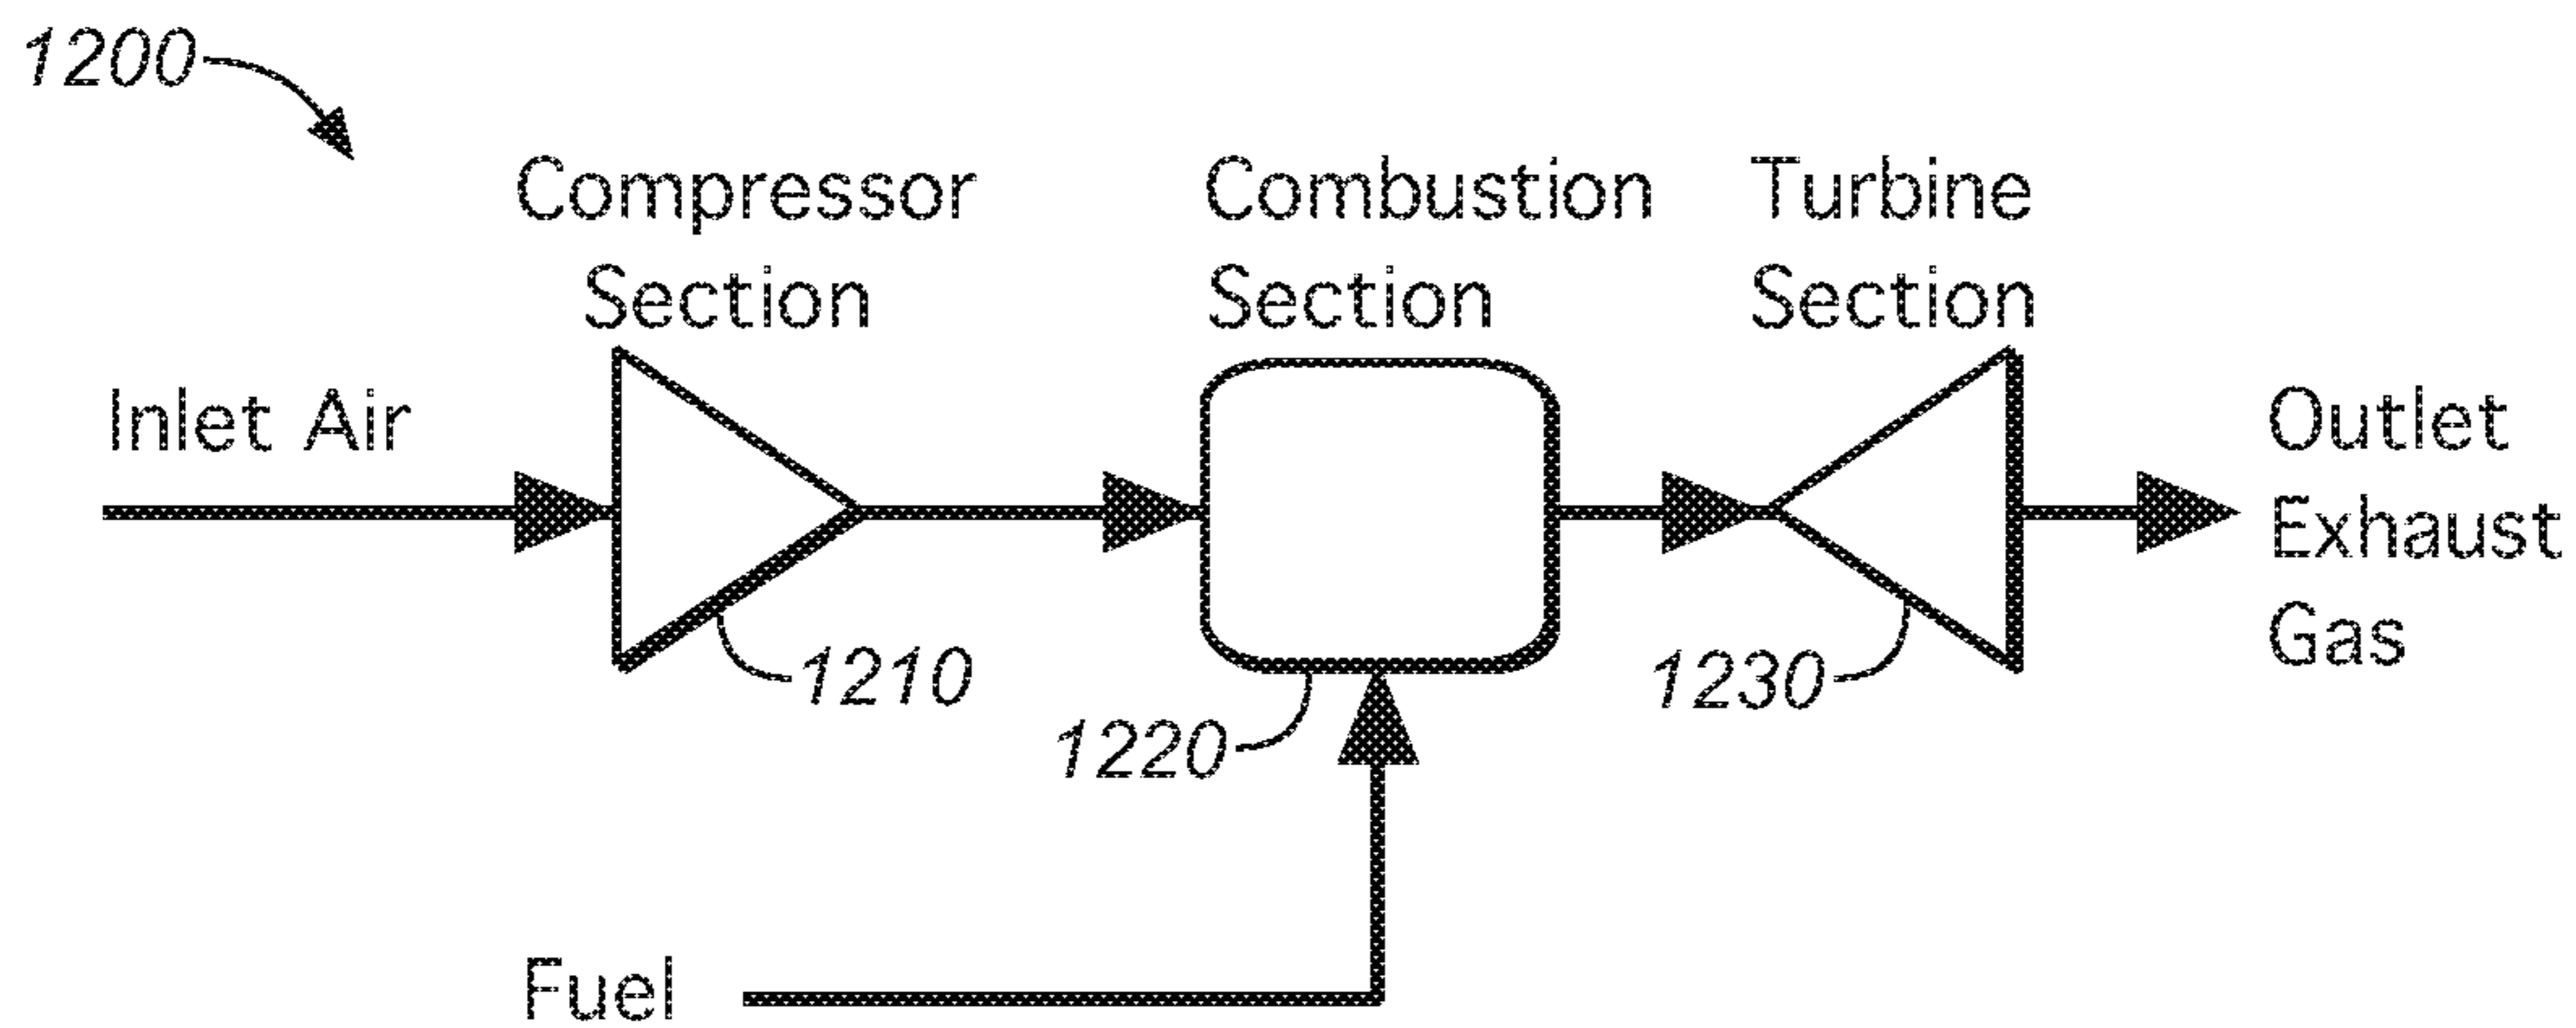 1200
Compressor
Section
Combustion
Section
Turbine
Section
Inlet Air
Outlet
Exhaust
Gas
1210
1220
1230
Fuel